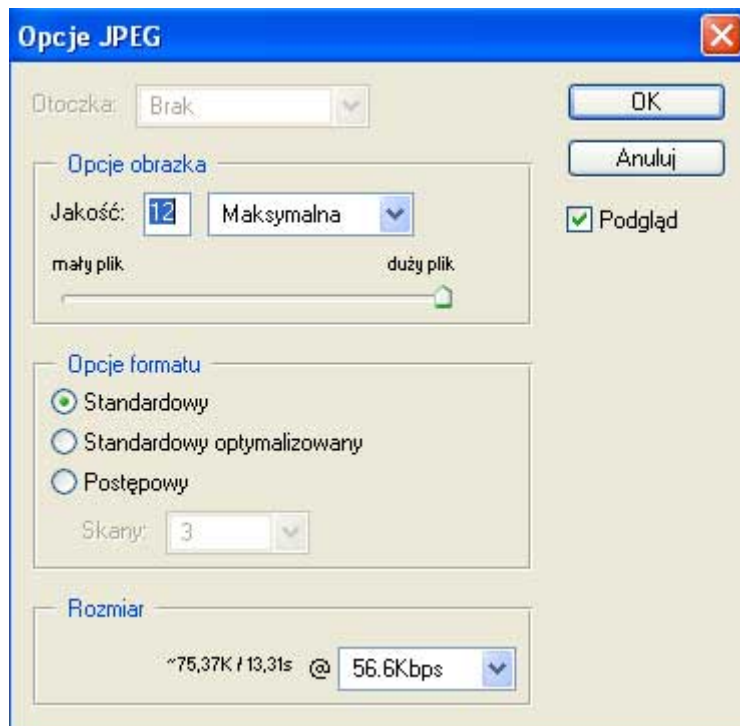 Opcje JPEG
Otoczka: Brak
OK
Opcje obrazka
Anuluj
Jakość: 12 Maksymalna
Podgląd
mały plik duży plik
Opcje formatu
Standardowy
Standardowy optymalizowany
Postępowy
Skany: 3
Rozmiar
~75,37K / 13,31s @ 56.6Kbps